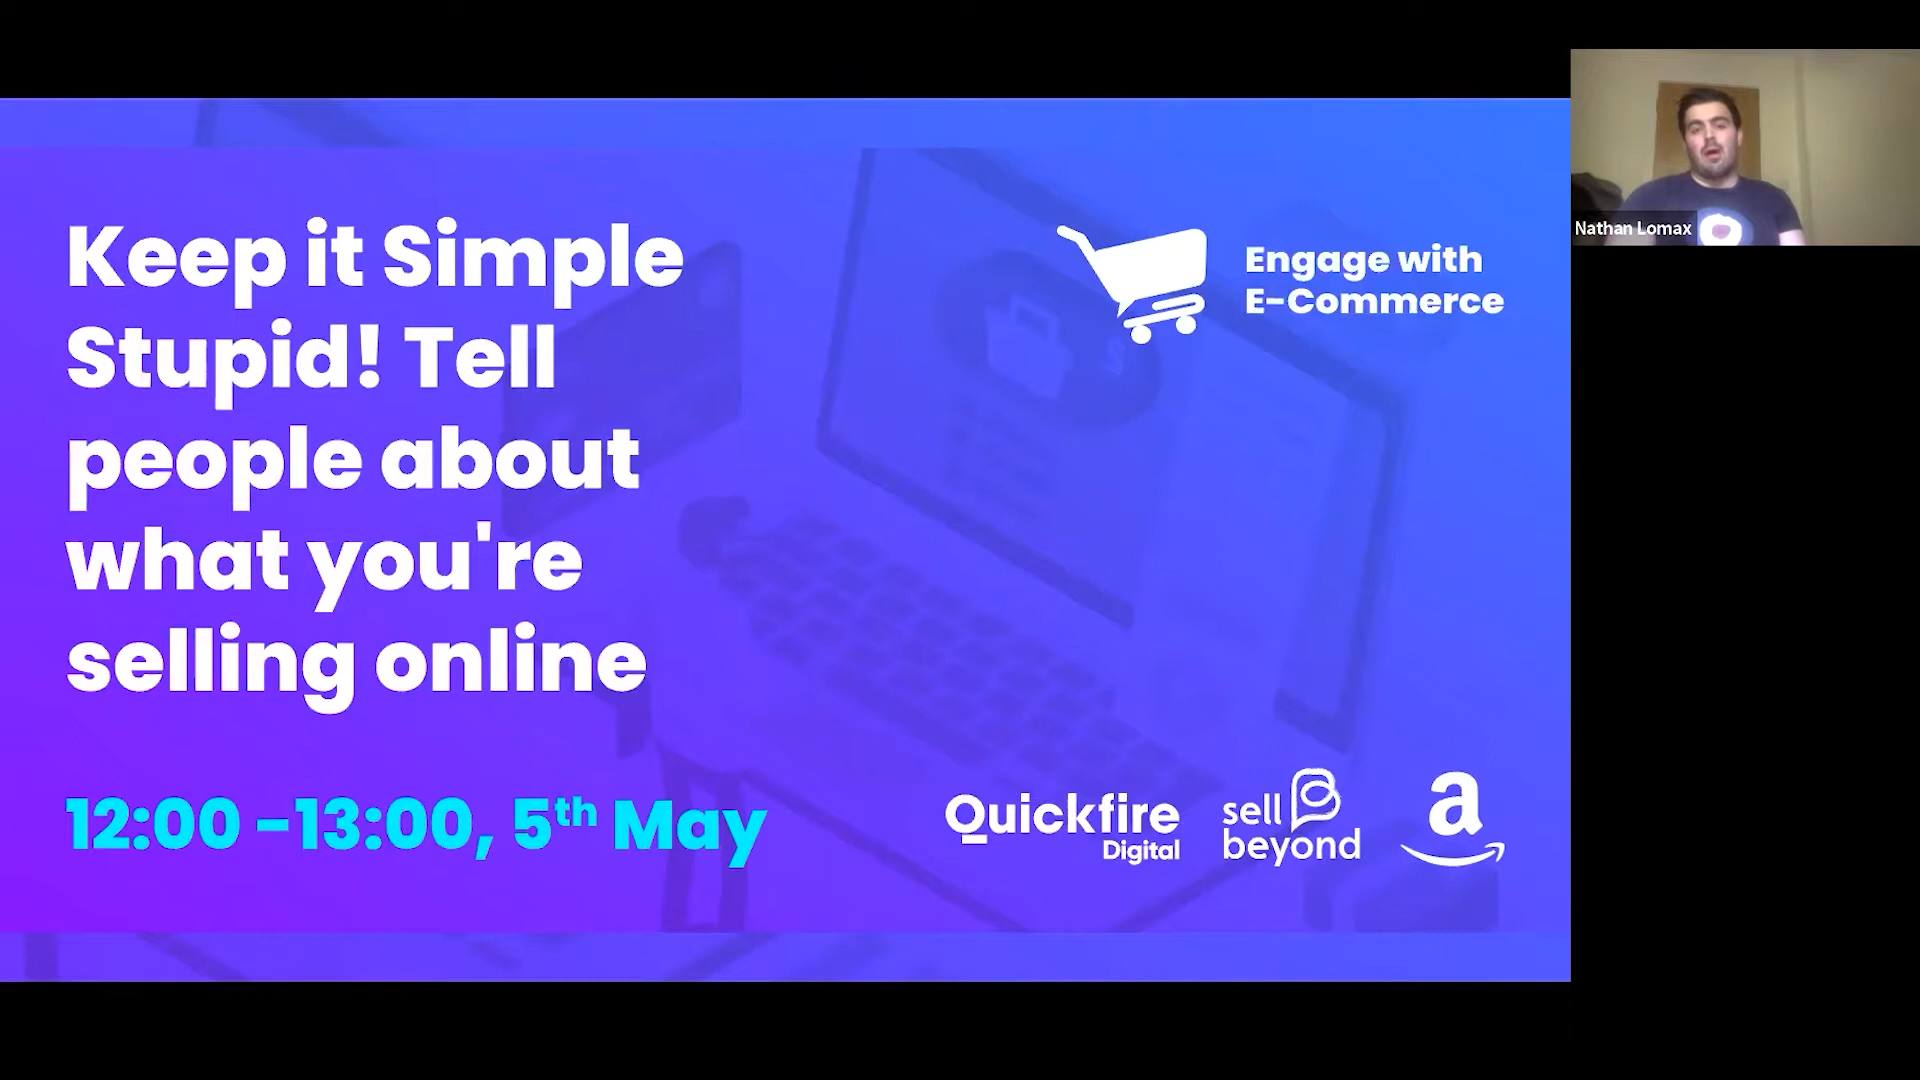 Keep it Simple
Stupid! Tell
people about
what you're
selling online
12:00 -13:00, 5th May
Engage with
E-Commerce
Quickfire
Digital
sell
beyond
a
Nathan Lomax